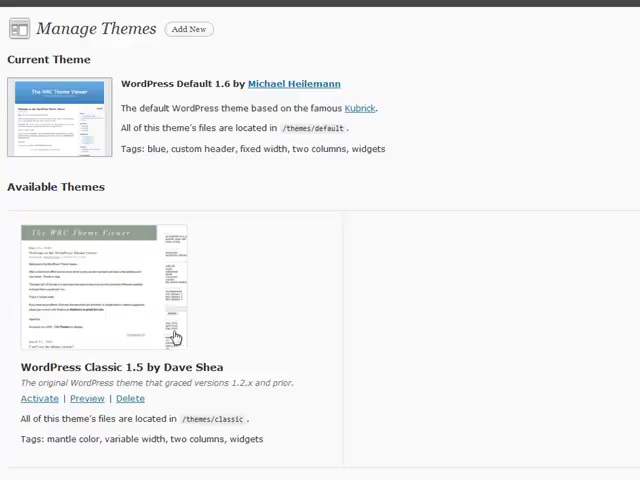 Manage Themes Add New
Current Theme
The WRC Theme Viewer
WordPress Default 1.6 by Michael Heilemann
The default WordPress theme based on the famous Kubrick.
All of this theme's files are located in /themes/default .
Tags: blue, custom header, fixed width, two columns, widgets
Available Themes
The WRC Theme Viewer
WordPress Classic 1.5 by Dave Shea
The original WordPress theme that graced versions 1.2.x and prior.
Activate | Preview | Delete
All of this theme's files are located in /themes/classic .
Tags: mantle color, variable width, two columns, widgets